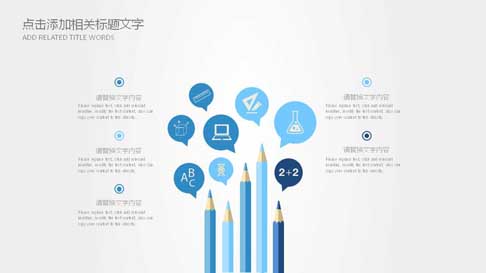 点击添加相关标题文字
ADD RELATED TITLE WORDS
请替换文字内容
Please replace text, click add relevant
headline, modify the text content, also can
copy your content to this directly.
请替换文字内容
Please replace text, click add relevant
headline, modify the text content, also can
copy your content to this directly.
请替换文字内容
Please replace text, click add relevant
headline, modify the text content, also can
copy your content to this directly.
A B
C
2+2
请替换文字内容
Please replace text, click add relevant
headline, modify the text content, also can
copy your content to this directly.
请替换文字内容
Please replace text, click add relevant
headline, modify the text content, also can
copy your content to this directly.